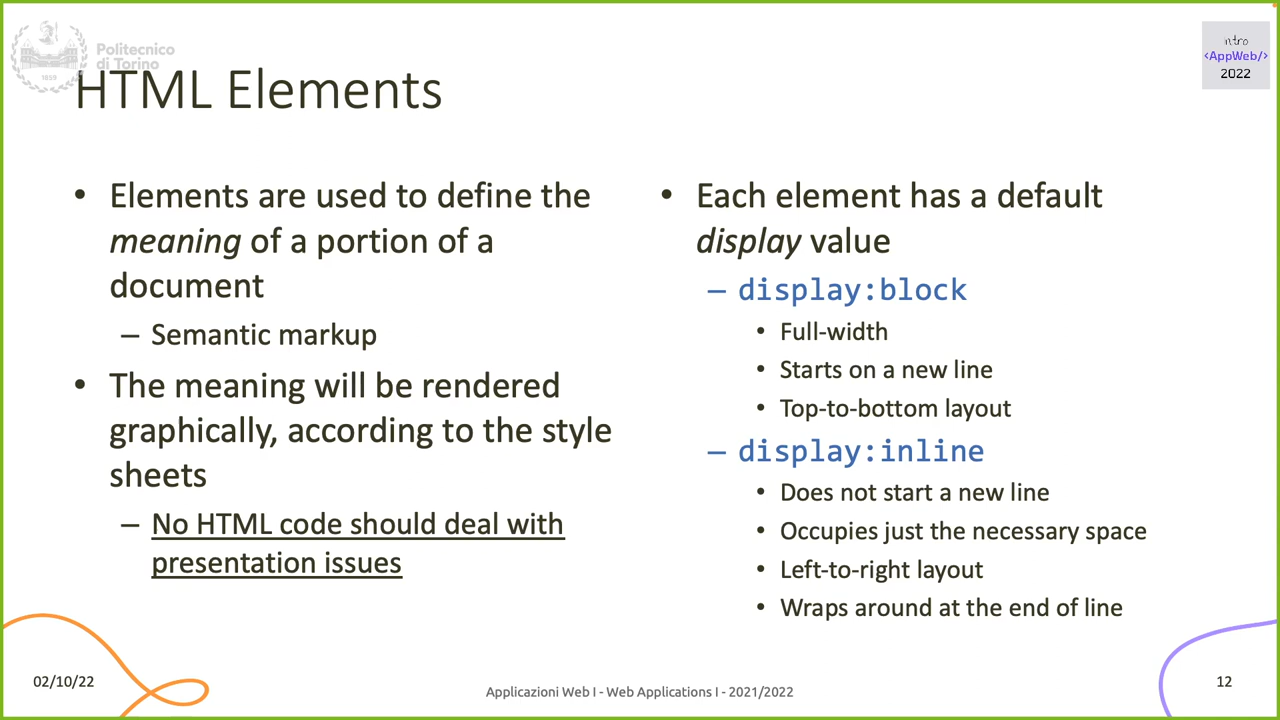 Politecnico
di Torino
1859
intro
<AppWeb/>
2022
HTML Elements
• Elements are used to define the
meaning of a portion of a
document
– Semantic markup
• The meaning will be rendered
graphically, according to the style
sheets
– No HTML code should deal with
presentation issues
• Each element has a default
display value
– display:block
• Full-width
• Starts on a new line
• Top-to-bottom layout
– display:inline
• Does not start a new line
• Occupies just the necessary space
• Left-to-right layout
• Wraps around at the end of line
02/10/22
Applicazioni Web I - Web Applications I - 2021/2022
12